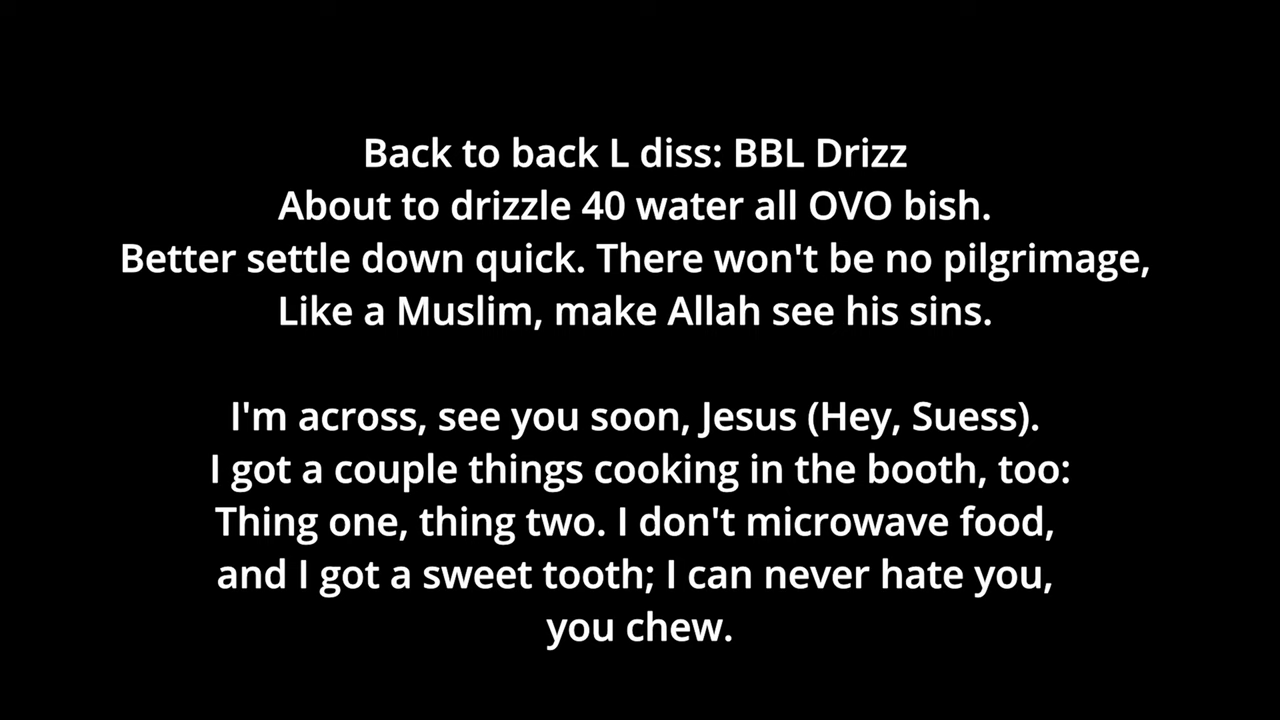 Back to back L diss: BBL Drizz
About to drizzle 40 water all OVO bish.
Better settle down quick. There won't be no pilgrimage,
Like a Muslim, make Allah see his sins.
I'm across, see you soon, Jesus (Hey, Suess).
I got a couple things cooking in the booth, too:
Thing one, thing two. I don't microwave food,
and I got a sweet tooth; I can never hate you,
you chew.